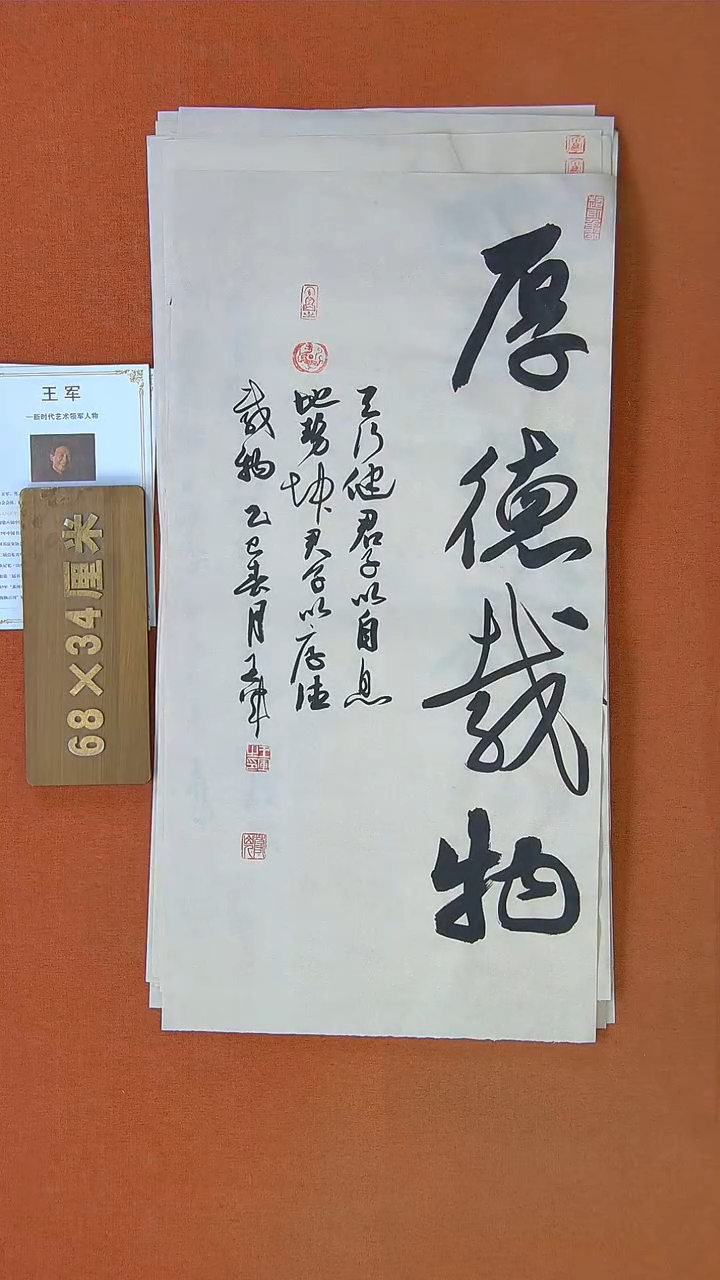 厚德载物
天行健君子以自息
地势坤君子以厚德
载物 乙巳春月 王军
王军
—新时代艺术领军人物
68×34厘米